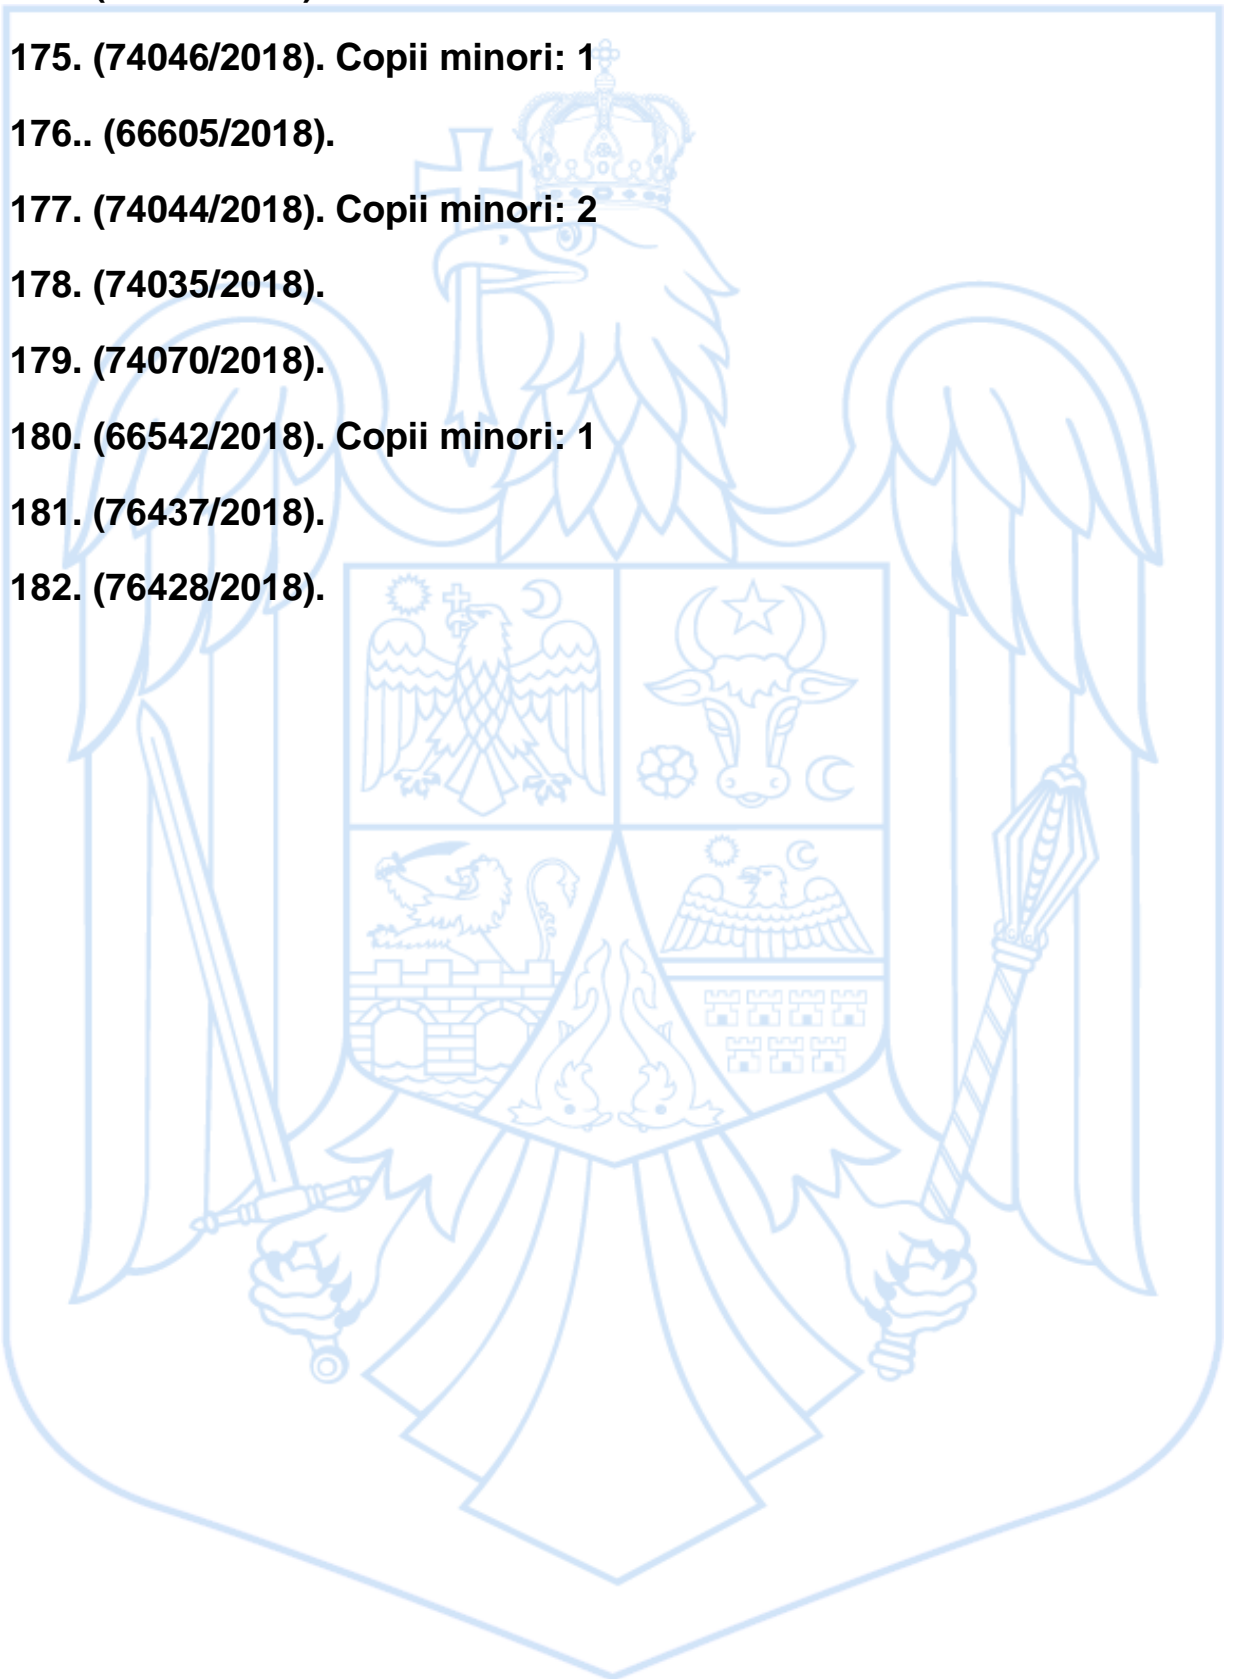 175. (74046/2018). Copii minori: 1
176.. (66605/2018).
177. (74044/2018). Copii minori: 2
178. (74035/2018).
179. (74070/2018).
180. (66542/2018). Copii minori: 1
181. (76437/2018).
182. (76428/2018).